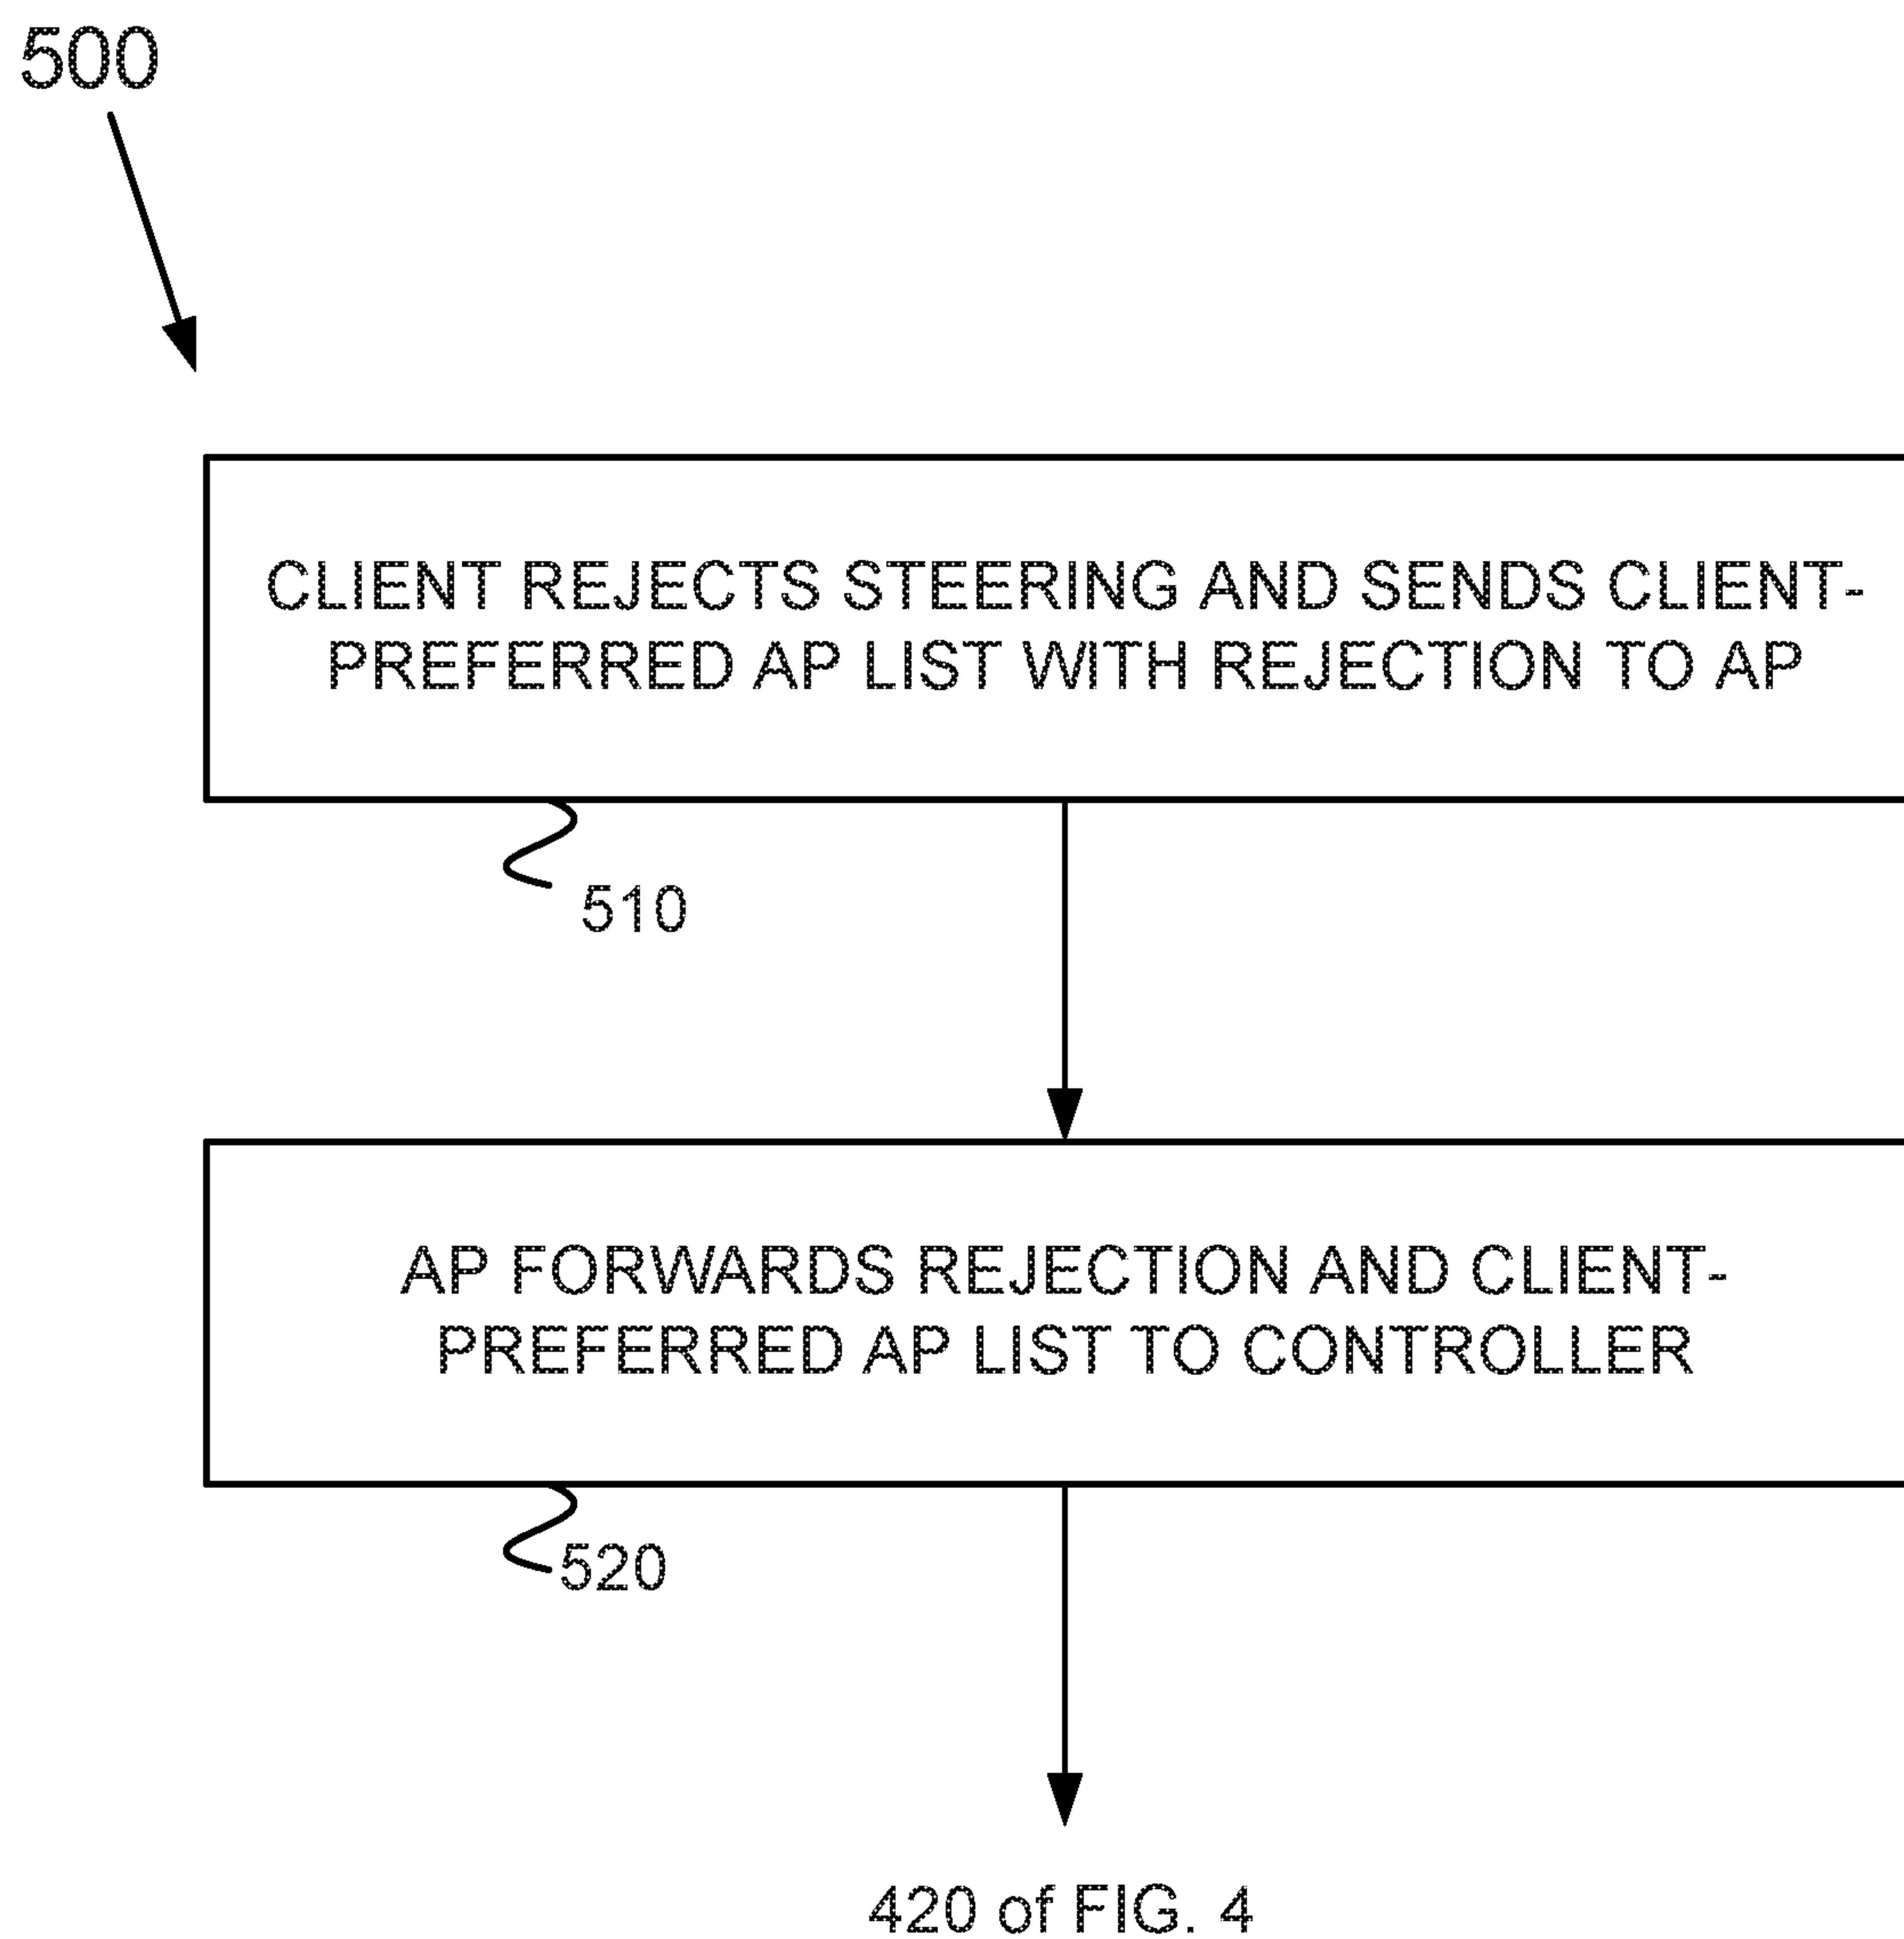 500
CLIENT REJECTS STEERING AND SENDS CLIENT-
PREFERRED AP LIST WITH REJECTION TO AP
510
AP FORWARDS REJECTION AND CLIENT-
PREFERRED AP LIST TO CONTROLLER
520
420 of FIG. 4